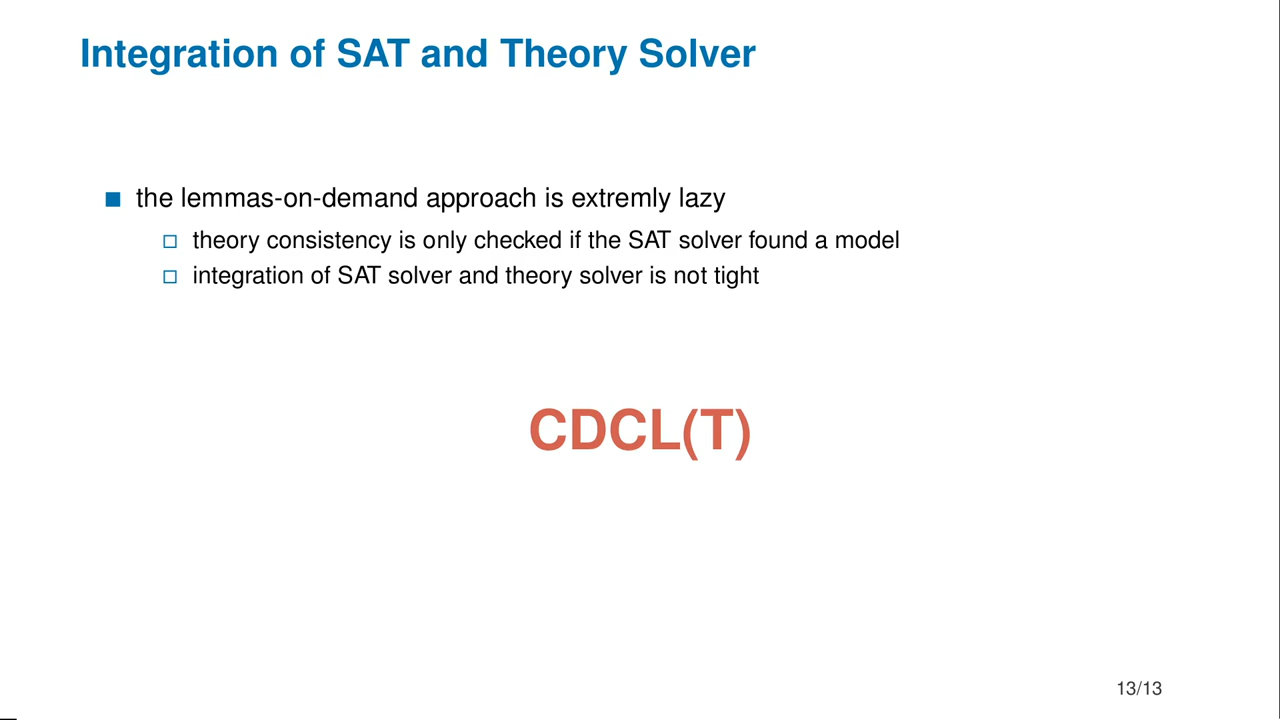 Integration of SAT and Theory Solver
the lemmas-on-demand approach is extremly lazy
theory consistency is only checked if the SAT solver found a model
integration of SAT solver and theory solver is not tight
CDCL(T)
13/13